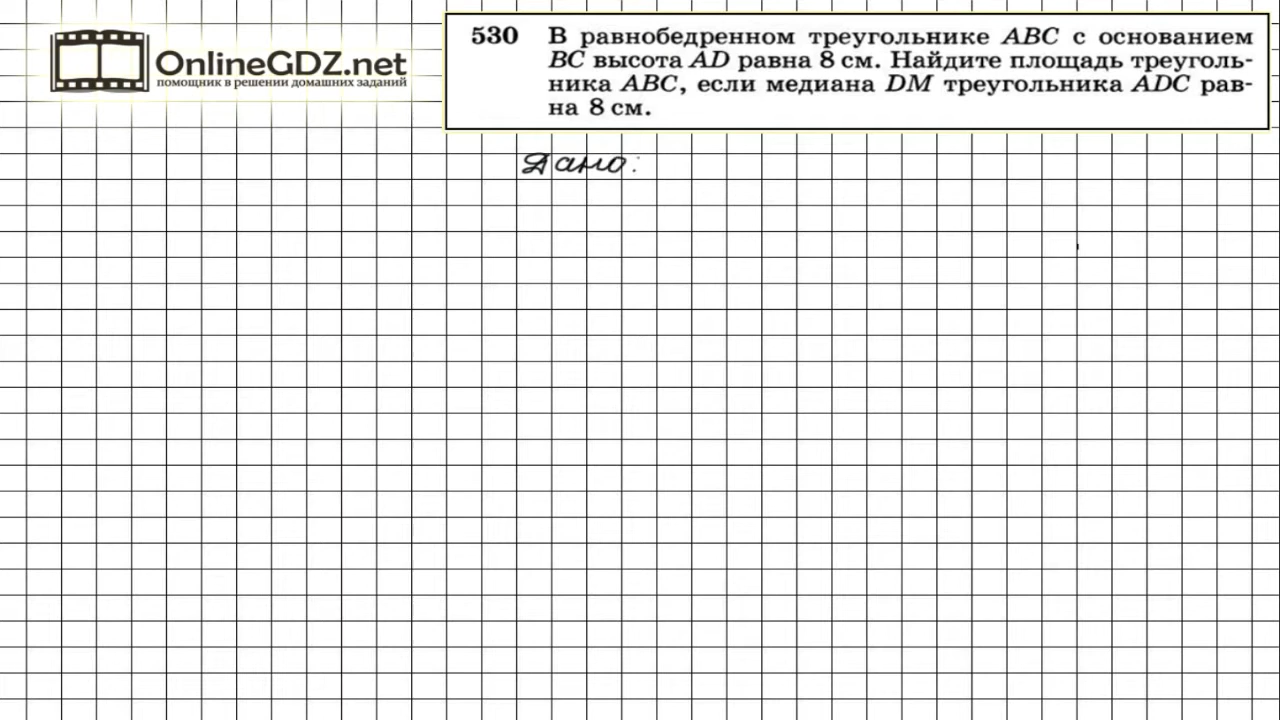 OnlineGDZ.net
помощник в решении домашних заданий
530 В равнобедренном треугольнике ABC с основанием
BC высота AD равна 8 см. Найдите площадь треуголь-
ника ABC, если медиана DM треугольника ADC рав-
на 8 см.
Дано: